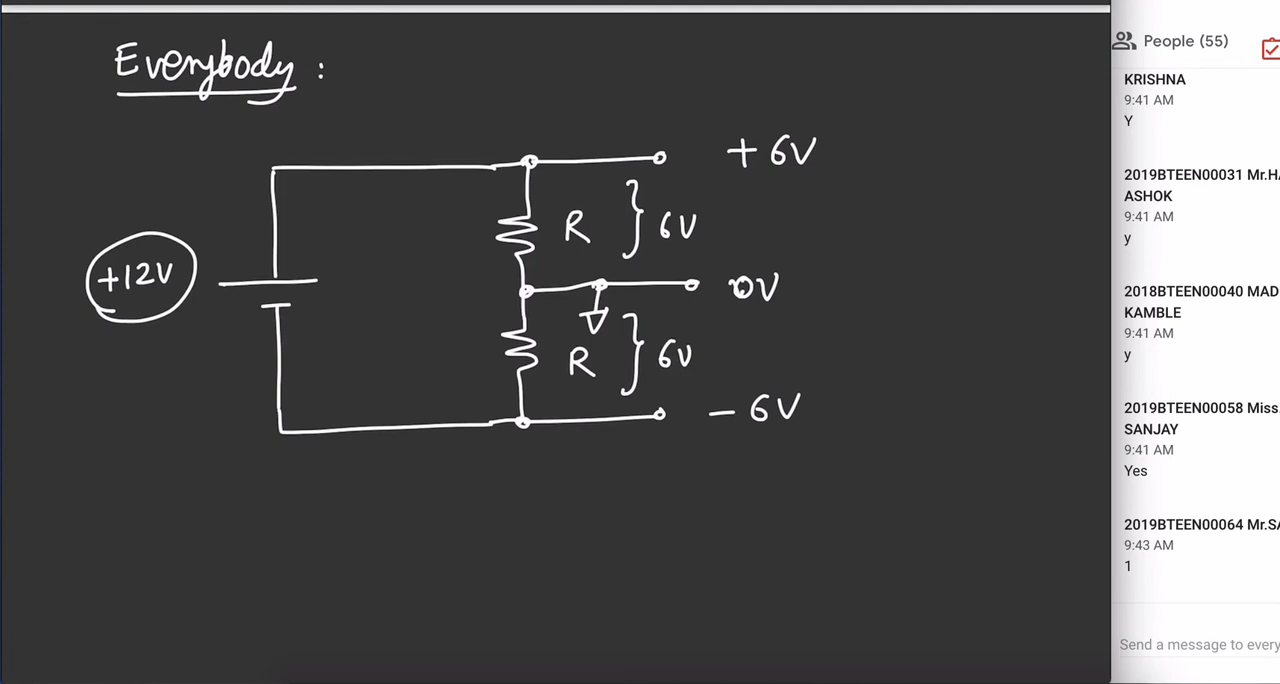 Everybody :
+ 6V
R } 6V
+12V
0V
R } 6V
- 6V
People (55)
KRISHNA
9:41 AM
Y
2019BTEEN00031 Mr.HA
ASHOK
9:41 AM
y
2018BTEEN00040 MAD
KAMBLE
9:41 AM
y
2019BTEEN00058 Miss.
SANJAY
9:41 AM
Yes
2019BTEEN00064 Mr.SA
9:43 AM
1
Send a message to every